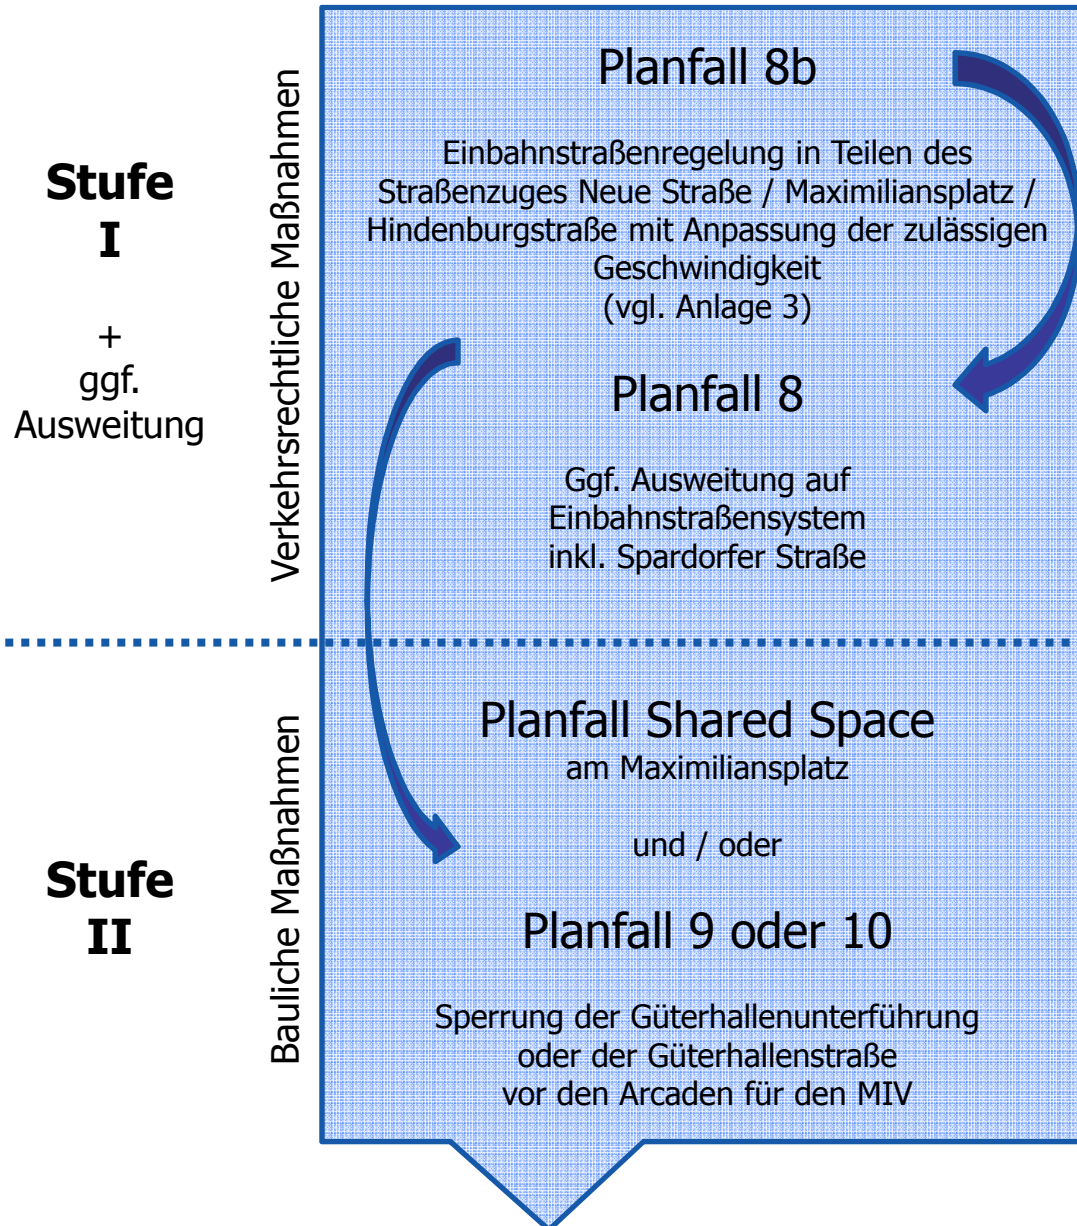 Stufe
I
+
ggf.
Ausweitung
Verkehrsrechtliche Maßnahmen
Planfall 8b
Einbahnstraßenregelung in Teilen des
Straßenzuges Neue Straße / Maximiliansplatz /
Hindenburgstraße mit Anpassung der zulässigen
Geschwindigkeit
(vgl. Anlage 3)
Planfall 8
Ggf. Ausweitung auf
Einbahnstraßensystem
inkl. Spardorfer Straße
Stufe
II
Bauliche Maßnahmen
Planfall Shared Space
am Maximiliansplatz
und / oder
Planfall 9 oder 10
Sperrung der Güterhallenunterführung
oder der Güterhallenstraße
vor den Arcaden für den MIV